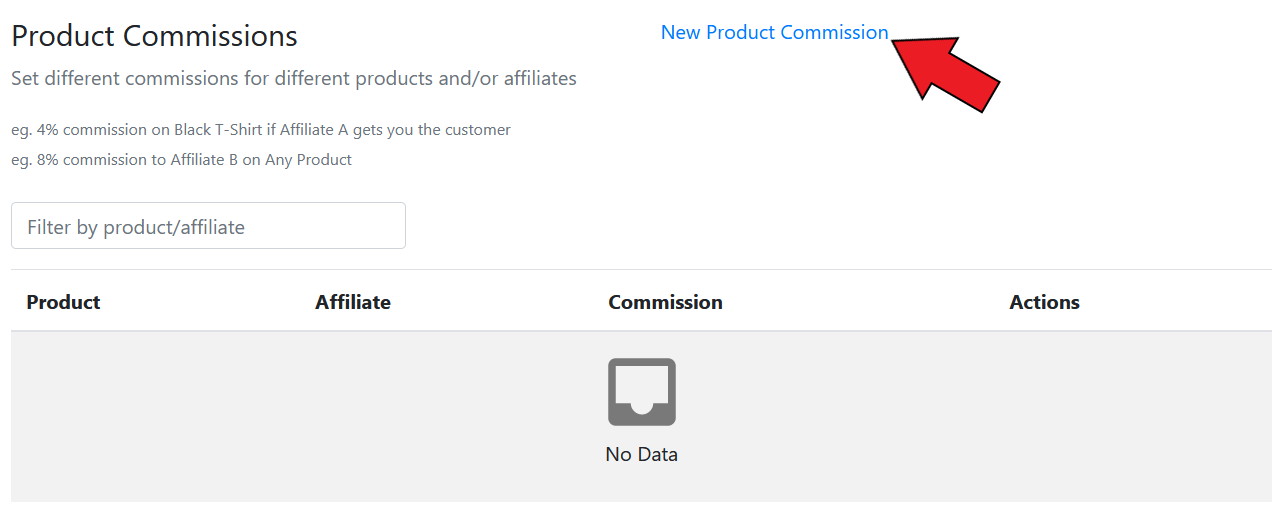 Product Commissions
New Product Commission
Set different commissions for different products and/or affiliates
eg. 4% commission on Black T-Shirt if Affiliate A gets you the customer
eg. 8% commission to Affiliate B on Any Product
Filter by product/affiliate
Product Affiliate Commission Actions
No Data